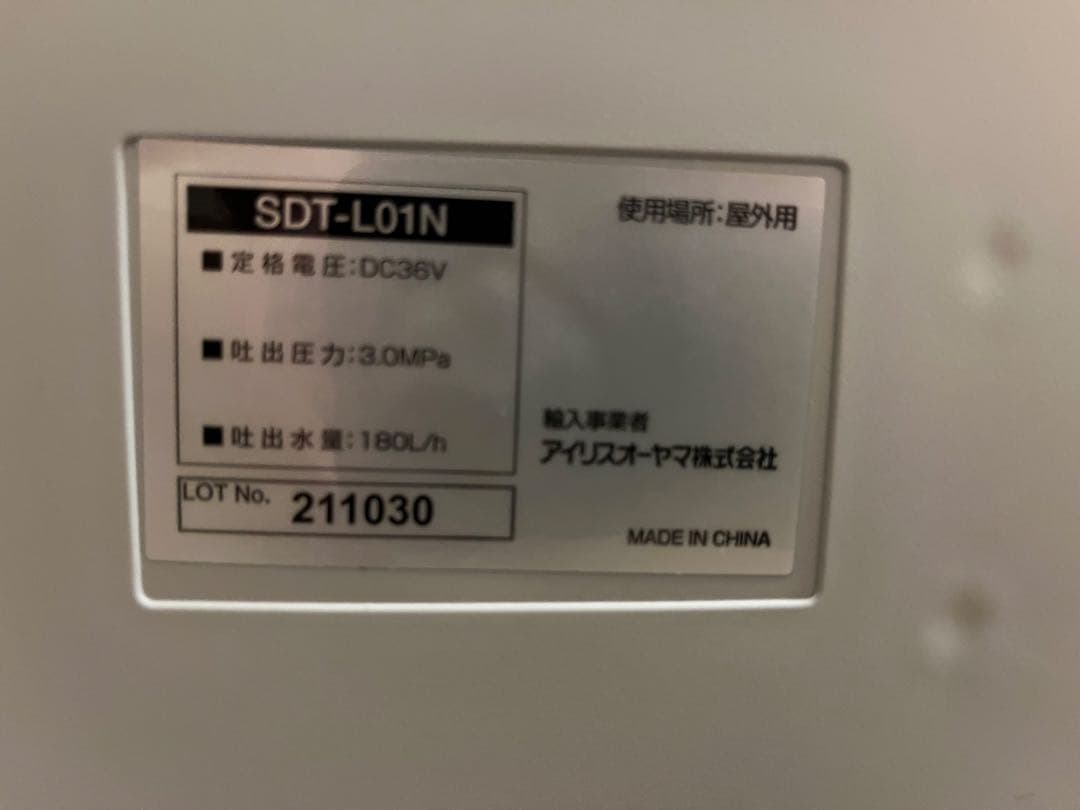 SDT-L01N
■定格電圧:DC36V
■吐出圧力:3.0MPa
■吐出水量:180L/h
LOT No. 211030
使用場所:屋外用
輸入事業者
アイリスオーヤマ株式会社
MADE IN CHINA